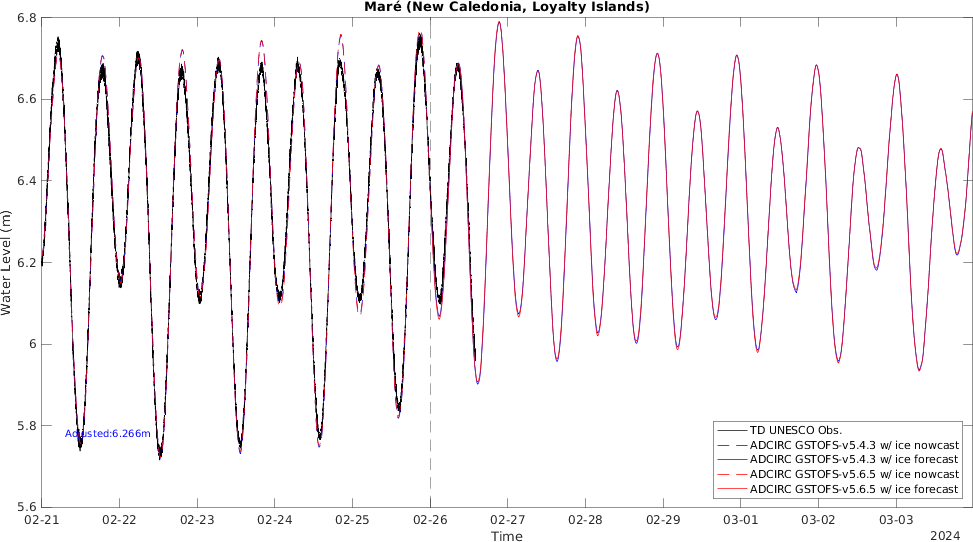 Maré (New Caledonia, Loyalty Islands)
6.8
6.6
6.4
6.2
6
5.8
5.6
Water Level (m)
Adjusted:6.266m
TD UNESCO Obs.
ADCIRC GSTOFS-v5.4.3 w/ ice nowcast
ADCIRC GSTOFS-v5.4.3 w/ ice forecast
ADCIRC GSTOFS-v5.6.5 w/ ice nowcast
ADCIRC GSTOFS-v5.6.5 w/ ice forecast
02-21 02-22 02-23 02-24 02-25 02-26 02-27 02-28 02-29 03-01 03-02 03-03
Time
2024